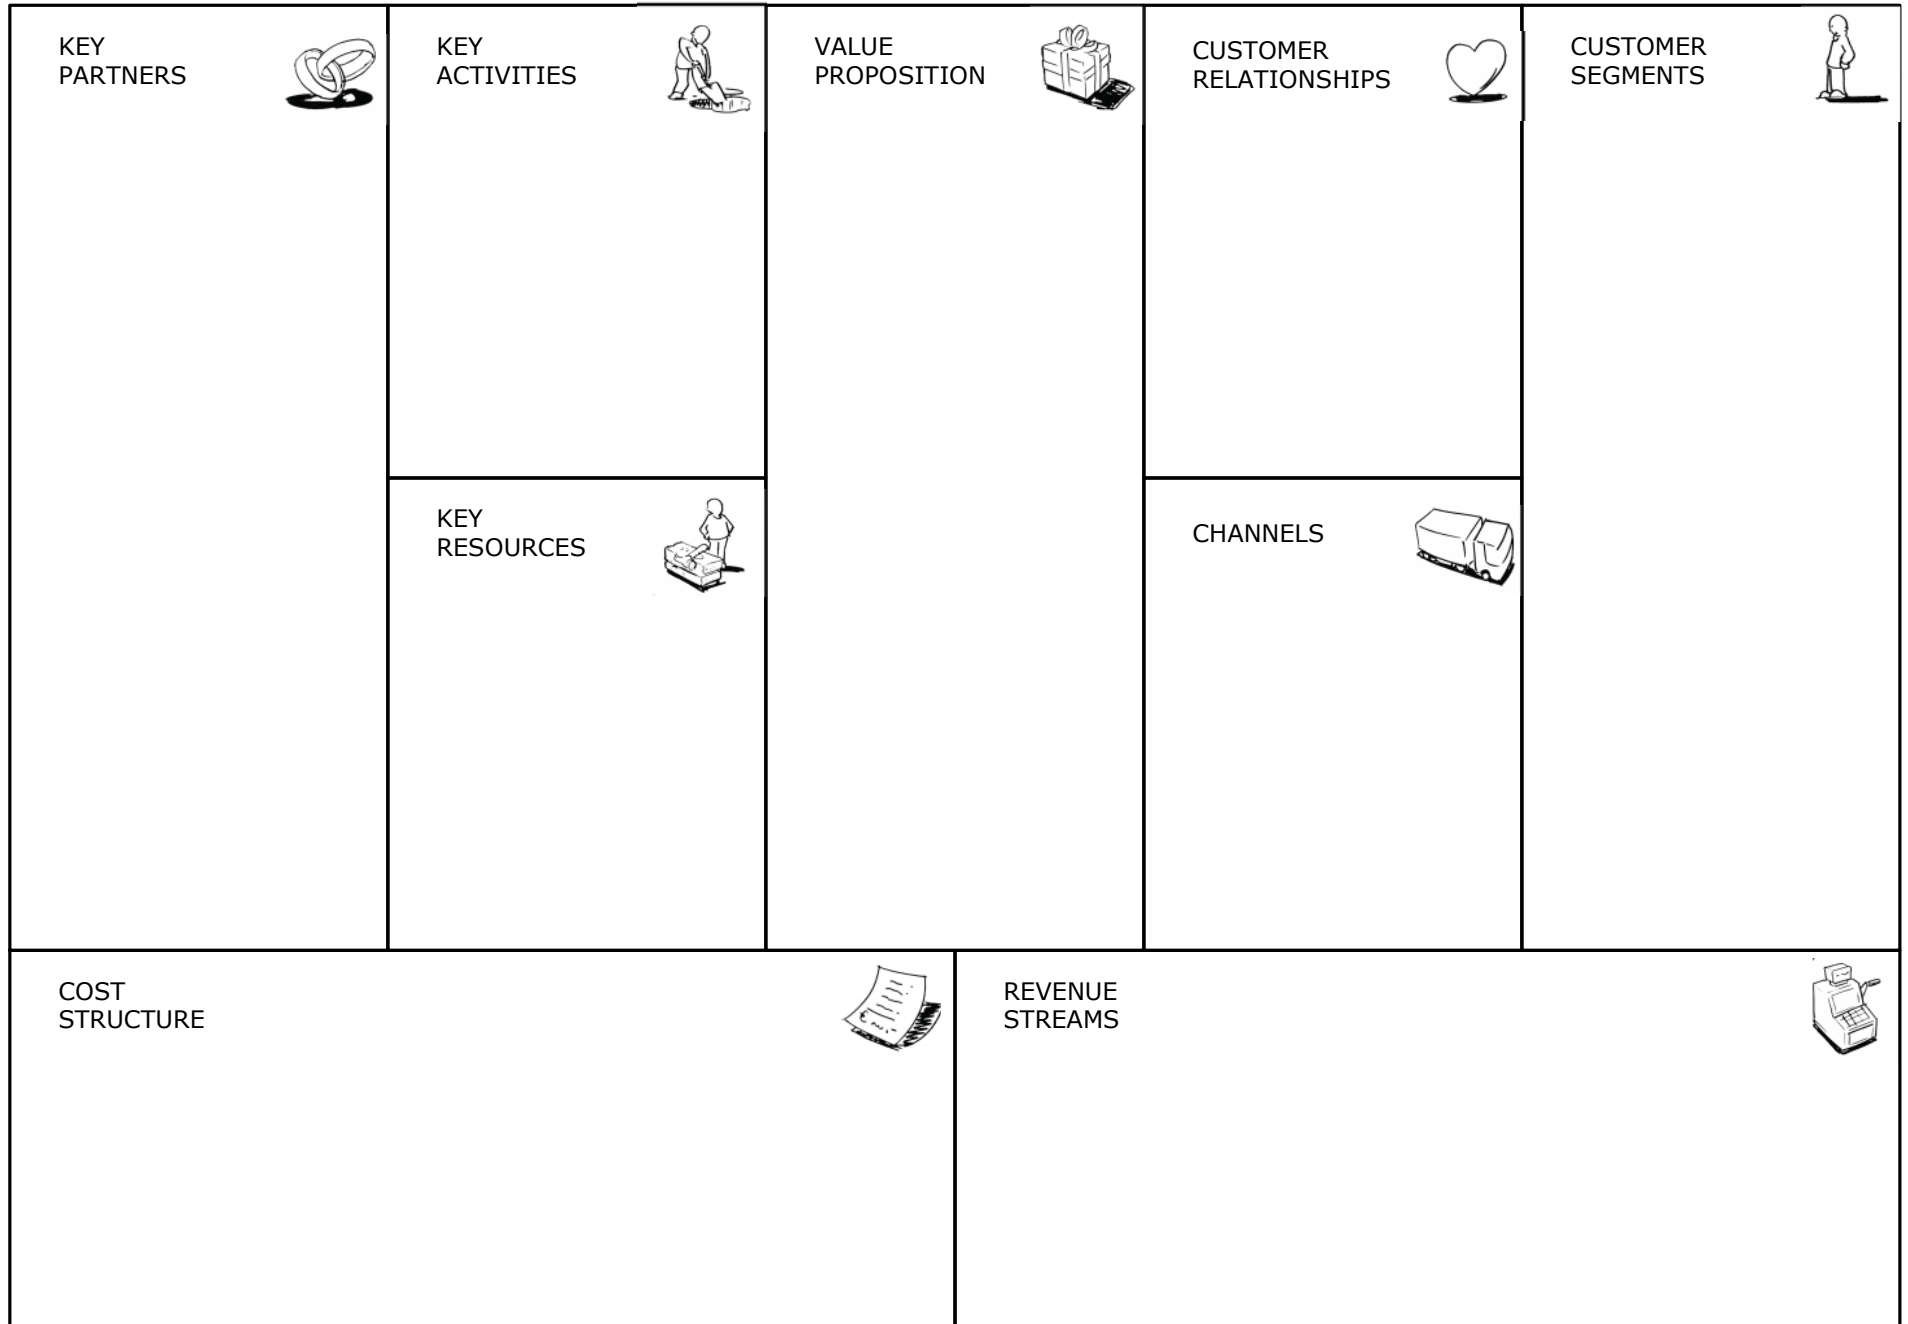 KEY
PARTNERS
KEY
ACTIVITIES
VALUE
PROPOSITION
CUSTOMER
RELATIONSHIPS
CUSTOMER
SEGMENTS
KEY
RESOURCES
CHANNELS
COST
STRUCTURE
REVENUE
STREAMS